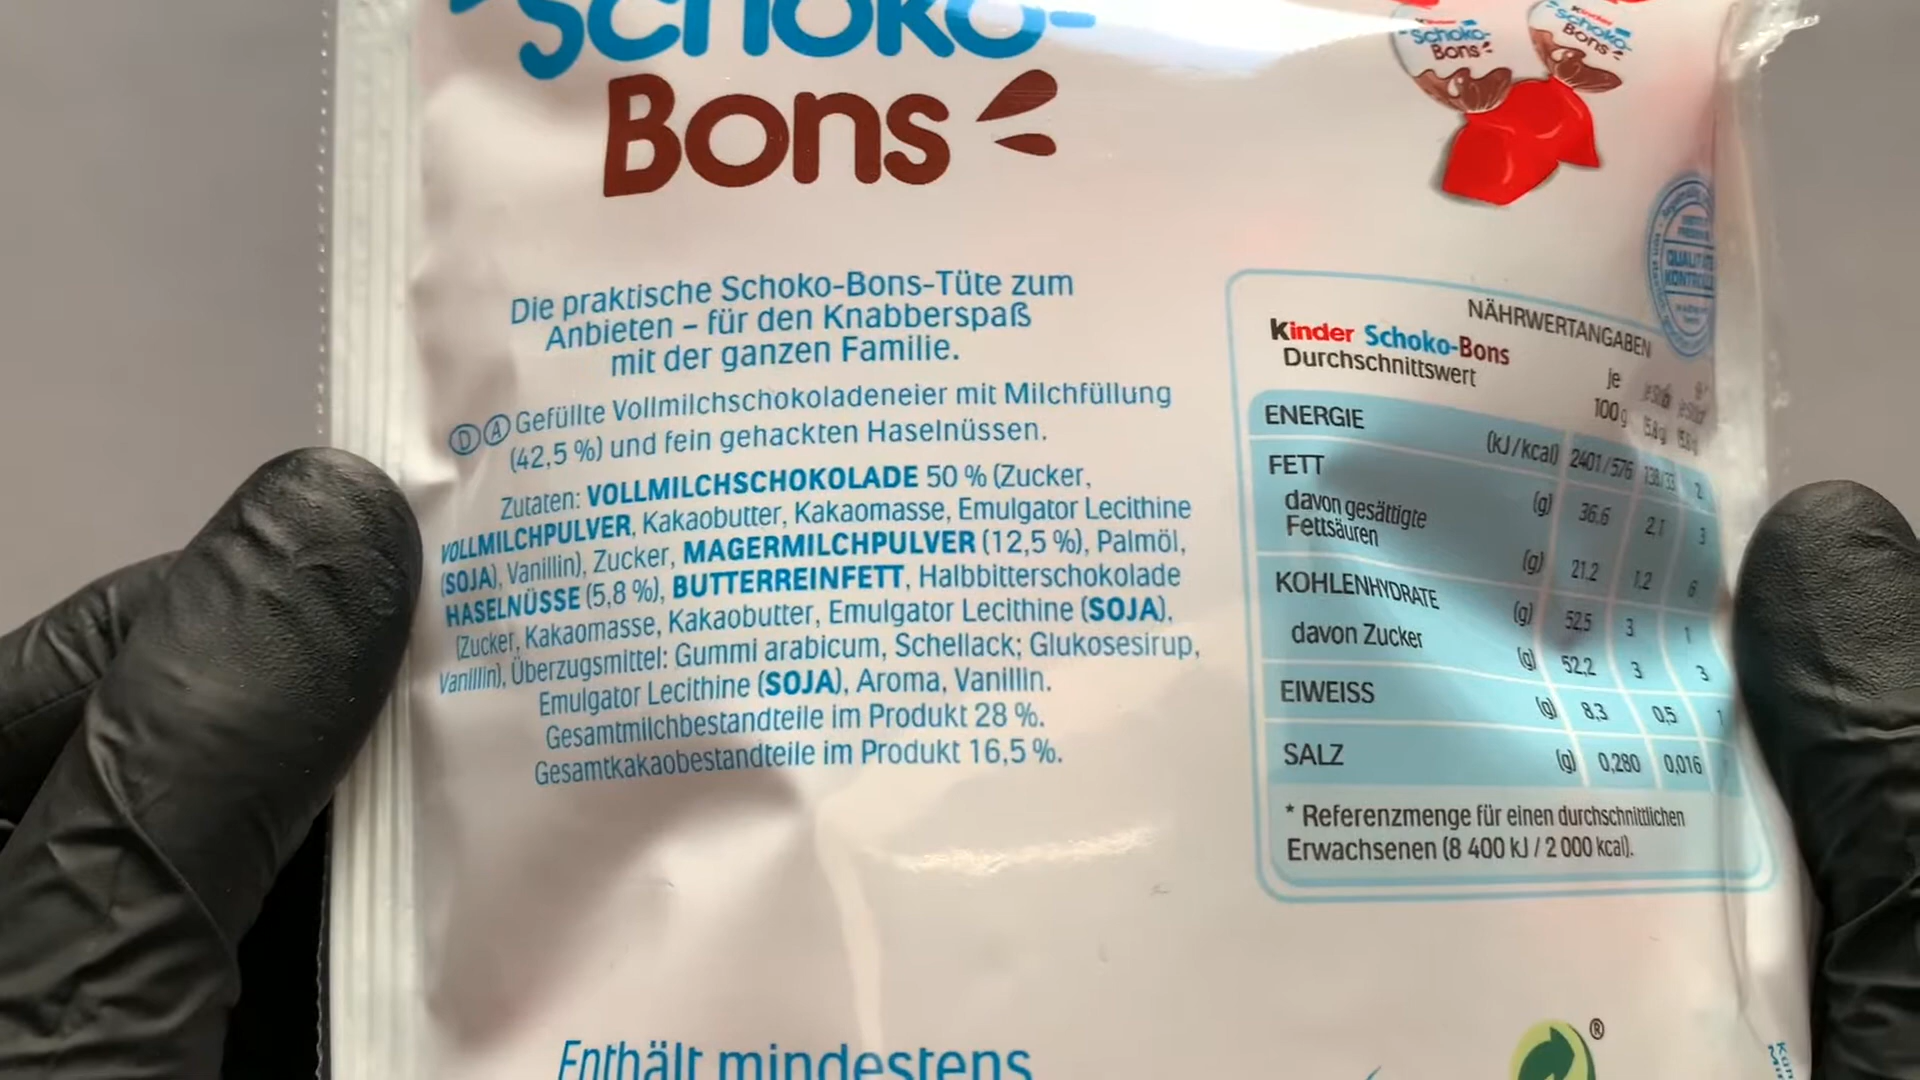 Schoko-
Bons
Schoko-
Bons
Kinder
Schoko-
Bons
QUALITÄTS
KONTROLLE
Die praktische Schoko-Bons-Tüte zum
Anbieten – für den Knabberspaß
mit der ganzen Familie.
D A Gefüllte Vollmilchschokoladeneier mit Milchfüllung
(42,5 %) und fein gehackten Haselnüssen.
Zutaten: VOLLMILCHSCHOKOLADE 50 % (Zucker,
VOLLMILCHPULVER, Kakaobutter, Kakaomasse, Emulgator Lecithine
(SOJA), Vanillin), Zucker, MAGERMILCHPULVER (12,5 %), Palmöl,
HASELNÜSSE (5,8 %), BUTTERREINFETT, Halbbitterschokolade
(Zucker, Kakaomasse, Kakaobutter, Emulgator Lecithine (SOJA),
Vanillin), Überzugsmittel: Gummi arabicum, Schellack; Glukosesirup,
Emulgator Lecithine (SOJA), Aroma, Vanillin.
Gesamtmilchbestandteile im Produkt 28 %.
Gesamtkakaobestandteile im Produkt 16,5 %.
NÄHRWERTANGABEN
Kinder Schoko-Bons
Durchschnittswert
je
100 g
ENERGIE (kJ/kcal) 2401/576 138/33 2
FETT (g) 36,6 2,1 3
davon gesättigte
Fettsäuren (g) 21,2 1,2 6
KOHLENHYDRATE (g) 52,5 3 1
davon Zucker (g) 52,2 3 3
EIWEISS (g) 8,3 0,5 1
SALZ (g) 0,280 0,016
* Referenzmenge für einen durchschnittlichen
Erwachsenen (8 400 kJ / 2 000 kcal).
Enthält mindestens
®